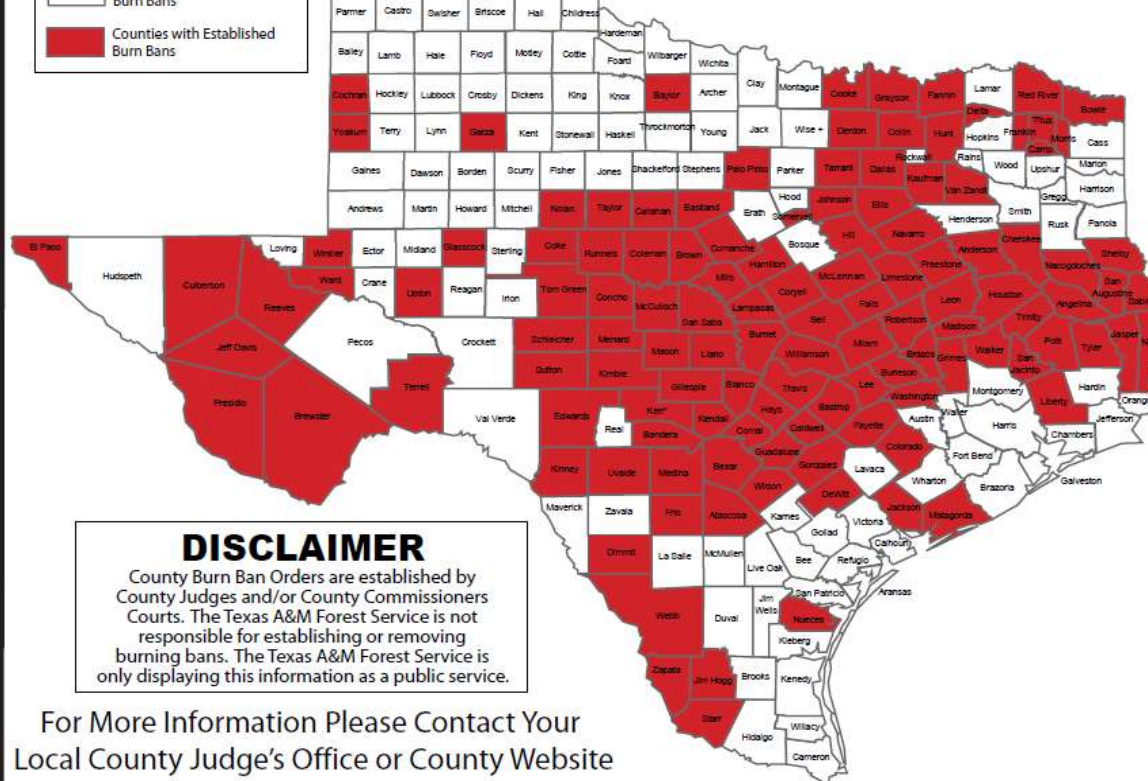 Burn Bans
Counties with Established
Burn Bans
Parmer Castro Swisher Briscoe Hall Childress
Hardeman
Bailey Lamb Hale Floyd Motley Cottle Foard Wilbarger Wichita
Clay Montague
Cochran Hockley Lubbock Crosby Dickens King Knox Baylor Archer Cooke Grayson Fannin Lamar Red River Bowie
Delta Titus
Yoakum Terry Lynn Garza Kent Stonewall Haskell Throckmorton Young Jack Wise + Denton Collin Hunt Hopkins Franklin Morris Cass
Camp
Gaines Dawson Borden Scurry Fisher Jones Shackelford Stephens Palo Pinto Parker Tarrant Dallas Rockwall Kaufman Rains Wood Upshur Marion
Van Zandt Harrison
Andrews Martin Howard Mitchell Nolan Taylor Callahan Eastland Erath Hood Somervell Johnson Ellis Henderson Smith Gregg Rusk Panola
El Paso Hudspeth Culberson Reeves Loving Winkler Ector Midland Glasscock Sterling Coke Runnels Coleman Brown Comanche Hamilton Bosque Hill Navarro Anderson Cherokee Shelby
Ward Crane Upton Reagan Irion Tom Green Concho McCulloch San Saba Mills Lampasas Coryell McLennan Limestone Freestone Leon Houston Nacogdoches San
Augustine
Angelina Trinity
Jeff Davis Pecos Crockett Schleicher Menard Mason Llano Burnet Bell Falls Robertson Madison Walker Polk Tyler Jasper
Williamson Milam Brazos Grimes San
Jacinto
Presidio Brewster Terrell Sutton Kimble Gillespie Blanco Travis Lee Burleson Washington Montgomery Liberty Hardin Orange
Val Verde Edwards Real Kerr* Bandera Kendall Comal Hays Caldwell Bastrop Fayette Austin Waller Harris Chambers Jefferson
Kinney Uvalde Medina Bexar Guadalupe Gonzales Lavaca Colorado Wharton Fort Bend Brazoria Galveston
Maverick Zavala Frio Atascosa Wilson Karnes DeWitt Victoria Jackson Matagorda
Goliad Calhoun
Dimmit La Salle McMullen Live Oak Bee Refugio
San Patricio Aransas
Webb Duval Jim
Wells
Nueces
Kleberg
Zapata Jim Hogg Brooks Kenedy
Starr Hidalgo Willacy
Cameron
DISCLAIMER
County Burn Ban Orders are established by
County Judges and/or County Commissioners
Courts. The Texas A&M Forest Service is not
responsible for establishing or removing
burning bans. The Texas A&M Forest Service is
only displaying this information as a public service.
For More Information Please Contact Your
Local County Judge's Office or County Website